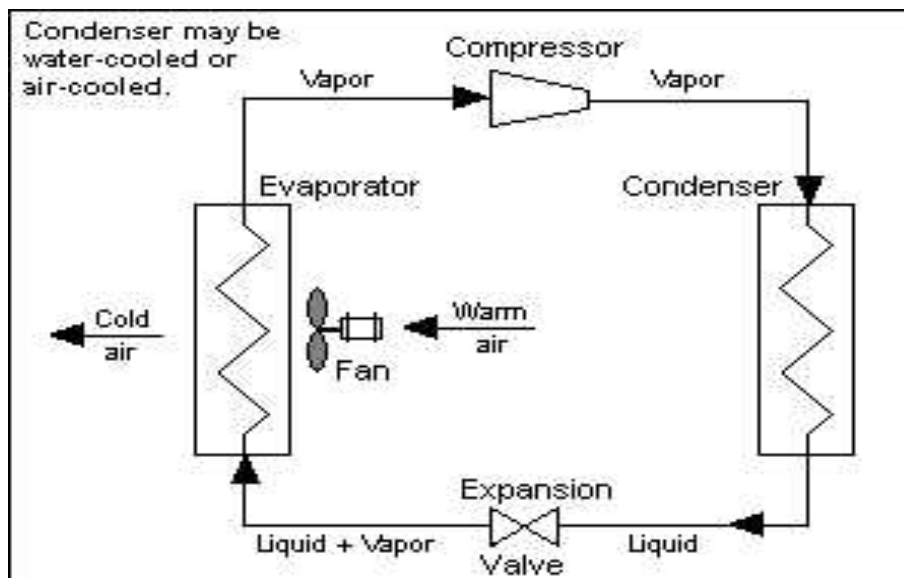 Condenser may be
water-cooled or
air-cooled.
Compressor
Vapor
Vapor
Evaporator
Condenser
Cold
air
Warm
air
Fan
Expansion
Valve
Liquid + Vapor
Liquid